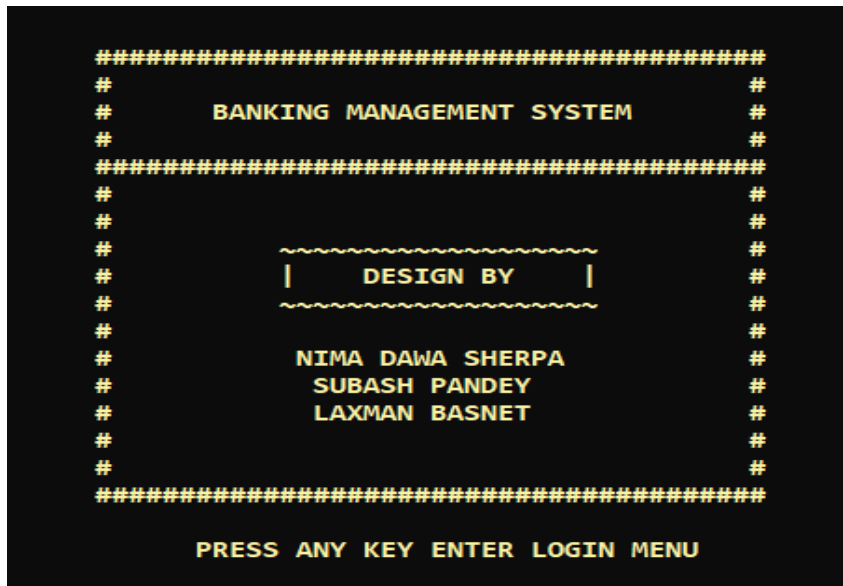 ########################################
# #
# BANKING MANAGEMENT SYSTEM #
# #
########################################
# #
# #
# ~~~~~~~~~~~~~~~~~~~ #
# | DESIGN BY | #
# ~~~~~~~~~~~~~~~~~~~ #
# #
# NIMA DAWA SHERPA #
# SUBASH PANDEY #
# LAXMAN BASNET #
# #
# #
########################################
PRESS ANY KEY ENTER LOGIN MENU